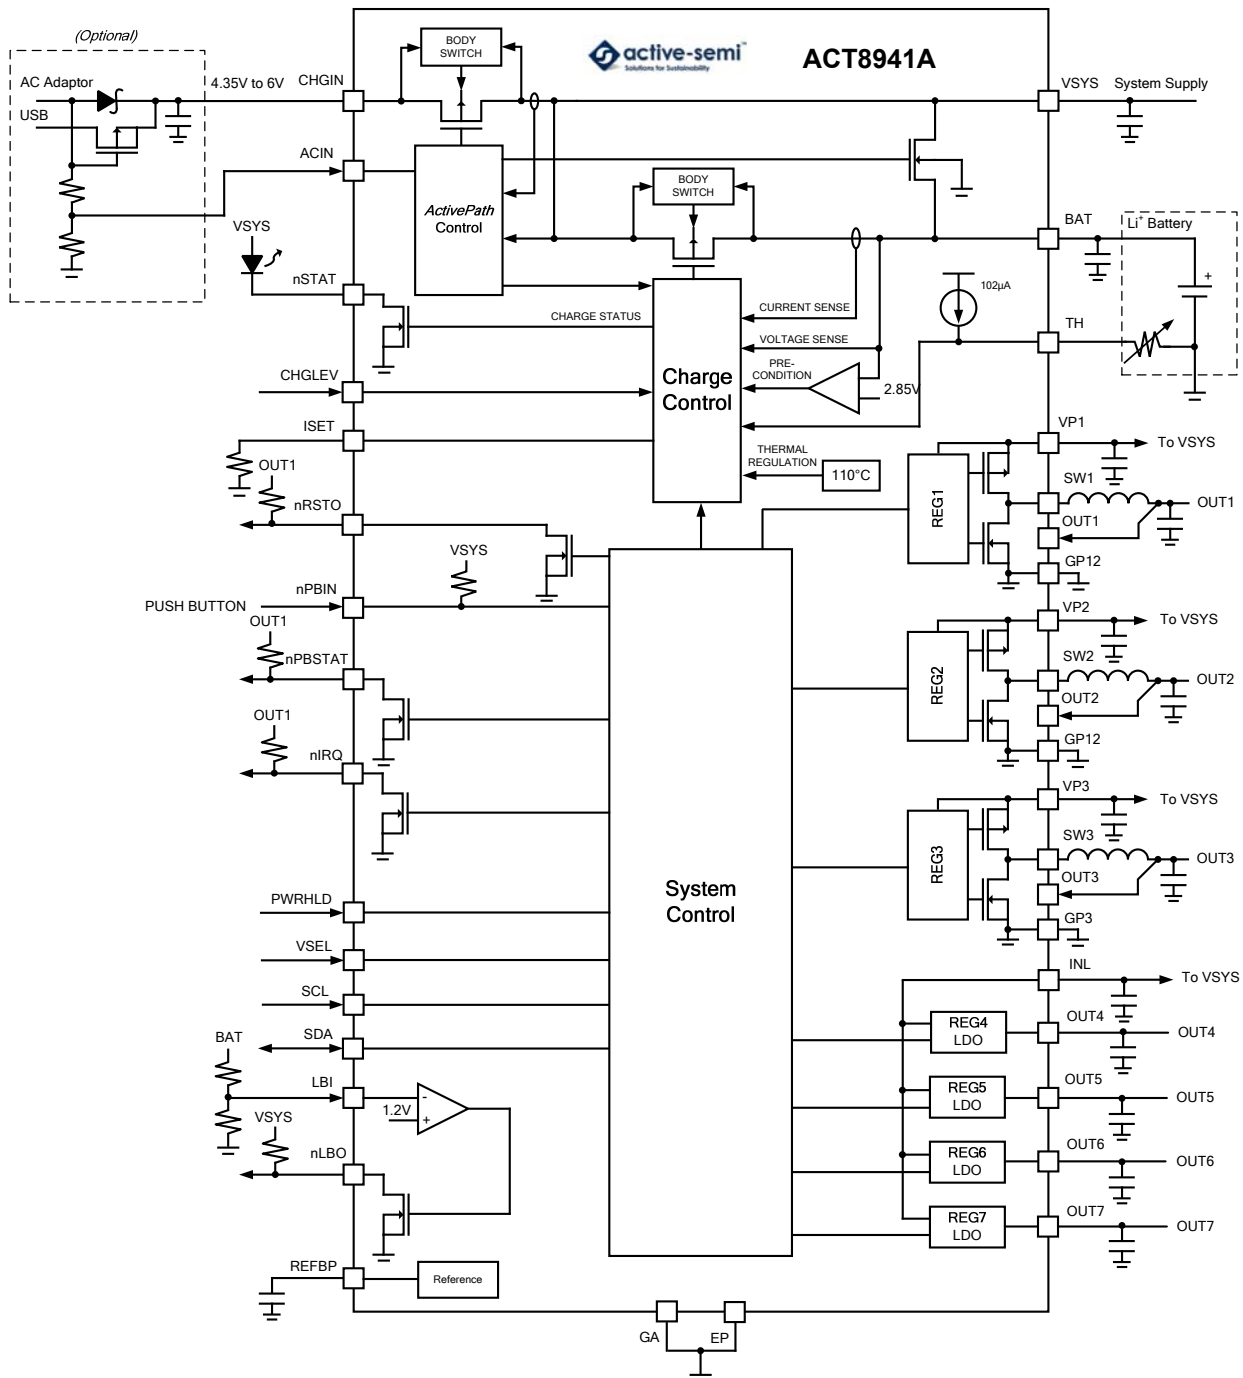 (Optional)
AC Adaptor
USB
4.35V to 6V
CHGIN
BODY
SWITCH
active-semi™
Solutions for Sustainability
ACT8941A
VSYS
System Supply
ACIN
ActivePath
Control
BODY
SWITCH
VSYS
nSTAT
BAT
Li+ Battery
+
102µA
CHARGE STATUS
CURRENT SENSE
VOLTAGE SENSE
TH
PRE-
CONDITION
2.85V
Charge
Control
CHGLEV
ISET
THERMAL
REGULATION
110°C
OUT1
nRSTO
VP1
To VSYS
REG1
SW1
OUT1
OUT1
GP12
VSYS
nPBIN
PUSH BUTTON
OUT1
nPBSTAT
VP2
To VSYS
REG2
SW2
OUT2
OUT2
GP12
OUT1
nIRQ
VP3
To VSYS
REG3
SW3
OUT3
OUT3
GP3
System
Control
PWRHLD
VSEL
SCL
SDA
BAT
LBI
1.2V
-
+
VSYS
nLBO
REFBP
Reference
INL
To VSYS
REG4
LDO
OUT4
OUT4
REG5
LDO
OUT5
OUT5
REG6
LDO
OUT6
OUT6
REG7
LDO
OUT7
OUT7
GA
EP